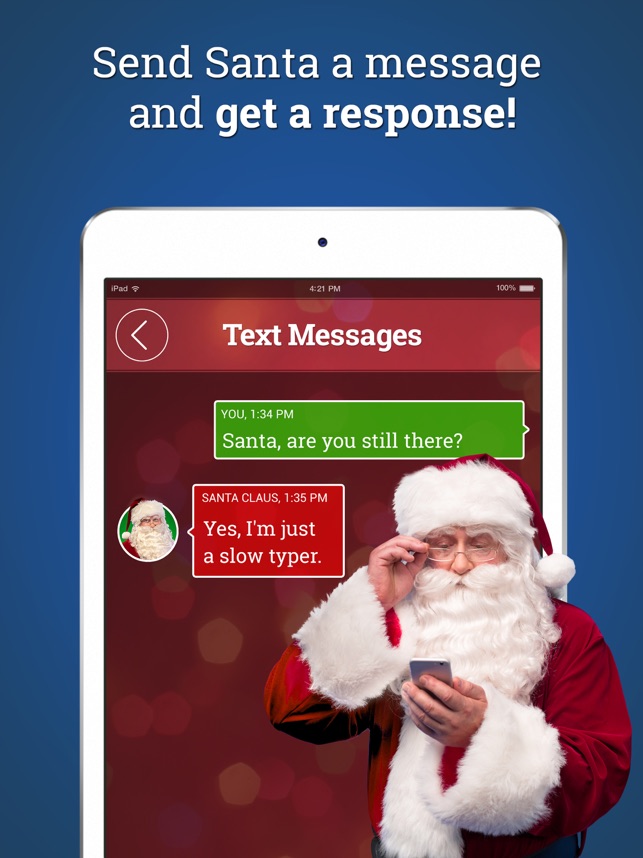 Send Santa a message
and get a response!
iPad
4:21 PM
100%
Text Messages
YOU, 1:34 PM
Santa, are you still there?
SANTA CLAUS, 1:35 PM
Yes, I'm just
a slow typer.